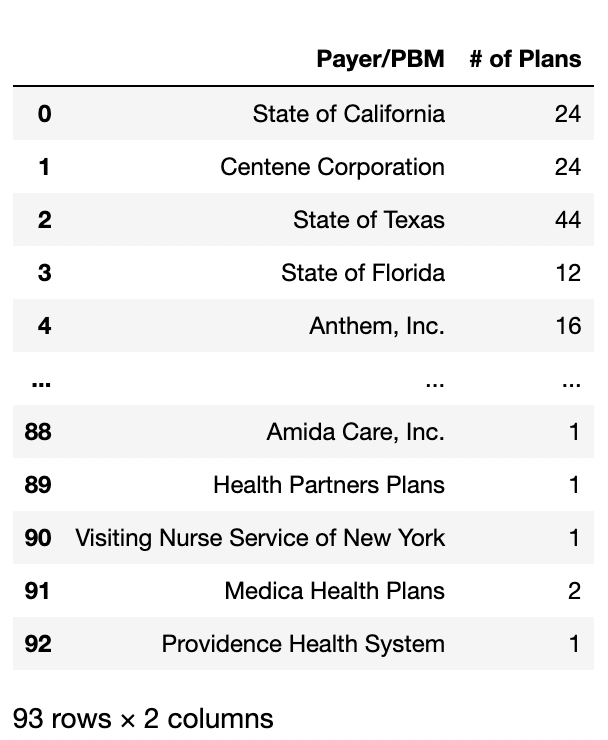 Payer/PBM # of Plans
0 State of California 24
1 Centene Corporation 24
2 State of Texas 44
3 State of Florida 12
4 Anthem, Inc. 16
... ... ...
88 Amida Care, Inc. 1
89 Health Partners Plans 1
90 Visiting Nurse Service of New York 1
91 Medica Health Plans 2
92 Providence Health System 1
93 rows × 2 columns